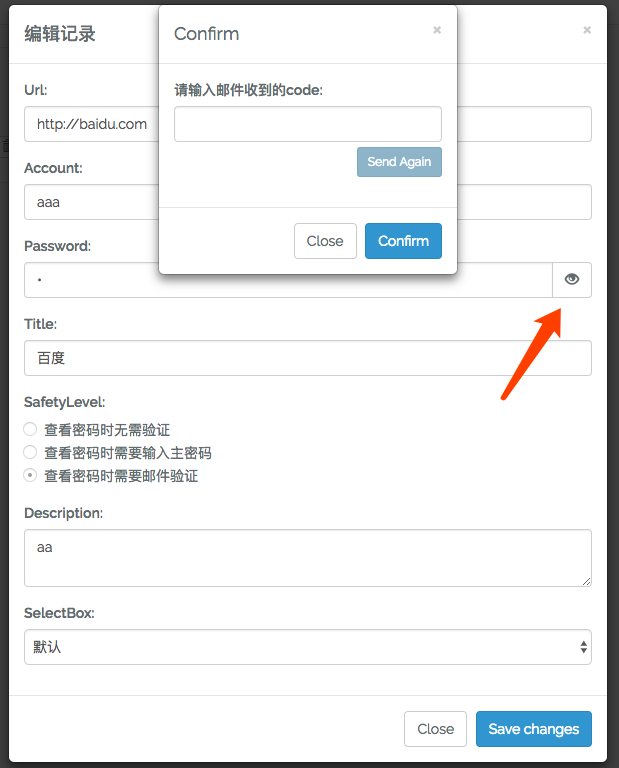 编辑记录
×
Confirm
×
请输入邮件收到的code:
Send Again
Close
Confirm
Url:
http://baidu.com
Account:
aaa
Password:
•
Title:
百度
SafetyLevel:
查看密码时无需验证
查看密码时需要输入主密码
查看密码时需要邮件验证
Description:
aa
SelectBox:
默认
Close
Save changes